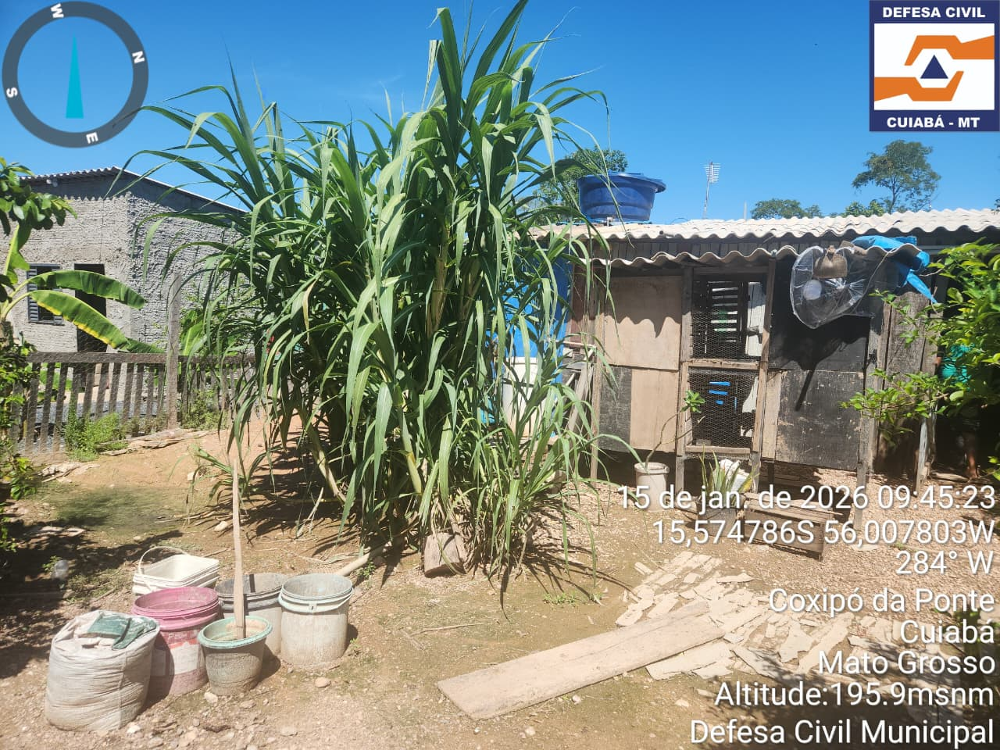 W
N
S
E
DEFESA CIVIL
CUIABÁ - MT
15 de jan. de 2026 09:45:23
15,574786S 56,007803W
284° W
Coxipó da Ponte
Cuiabá
Mato Grosso
Altitude:195.9msnm
Defesa Civil Municipal